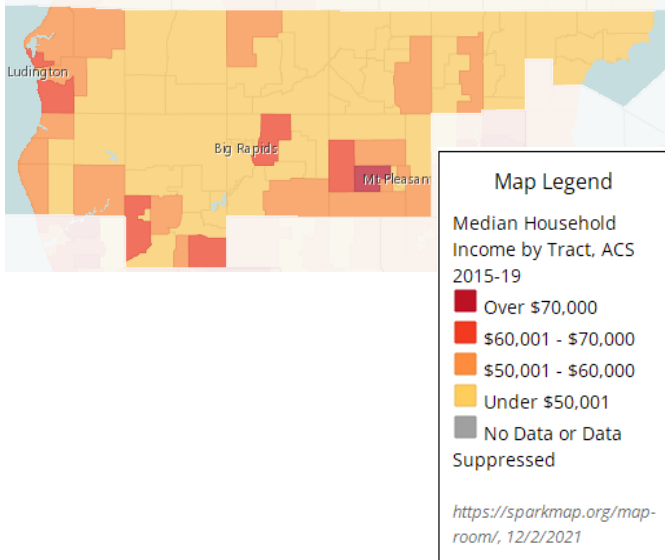 Ludington
Big Rapids
Mt Pleasant
Map Legend
Median Household
Income by Tract, ACS
2015-19
Over $70,000
$60,001 - $70,000
$50,001 - $60,000
Under $50,001
No Data or Data
Suppressed
https://sparkmap.org/map-
room/, 12/2/2021